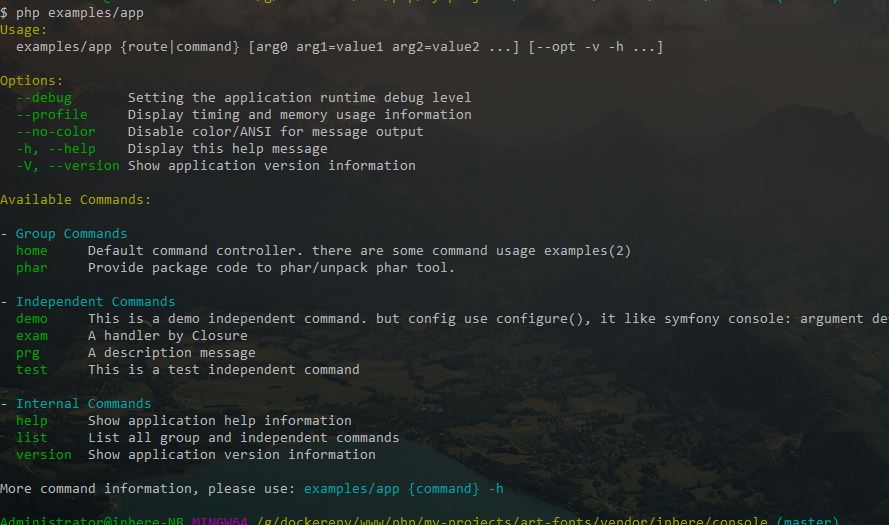 $ php examples/app
Usage:
  examples/app {route|command} [arg0 arg1=value1 arg2=value2 ...] [--opt -v -h ...]

Options:
  --debug       Setting the application runtime debug level
  --profile     Display timing and memory usage information
  --no-color    Disable color/ANSI for message output
  -h, --help    Display this help message
  -V, --version Show application version information

Available Commands:

- Group Commands
  home     Default command controller. there are some command usage examples(2)
  phar     Provide package code to phar/unpack phar tool.

- Independent Commands
  demo     This is a demo independent command. but config use configure(), it like symfony console: argument de
  exam     A handler by Closure
  prg      A description message
  test     This is a test independent command

- Internal Commands
  help     Show application help information
  list     List all group and independent commands
  version  Show application version information

More command information, please use: examples/app {command} -h

Administrator@inhere-NB MINGW64 /g/dockerenv/www/php/my-projects/art-fonts/vendor/inhere/console (master)